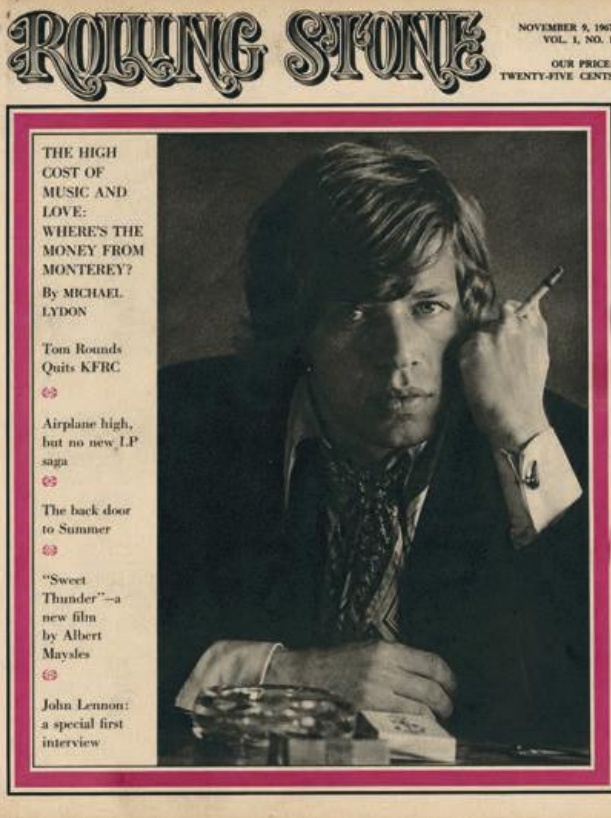 ROLLING STONE
NOVEMBER 9, 196
VOL. 1, NO.
OUR PRICE
TWENTY-FIVE CENTS
THE HIGH
COST OF
MUSIC AND
LOVE:
WHERE'S THE
MONEY FROM
MONTEREY?
By MICHAEL
LYDON
Tom Rounds
Quits KFRC
Airplane high,
but no new LP
saga
The back door
to Summer
"Sweet
Thunder"—a
new film
by Albert
Maysles
John Lennon:
a special first
interview